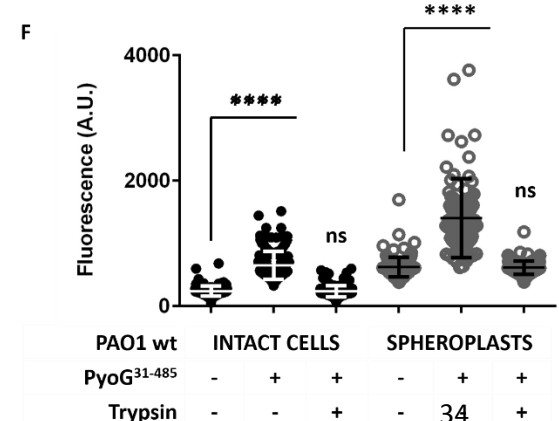 F
****
4000
****
Fluorescence (A.U.)
2000
ns
ns
0
PAO1 wt INTACT CELLS SPHEROPLASTS
PyoG31-485 - + + - + +
Trypsin - - + - 34 +